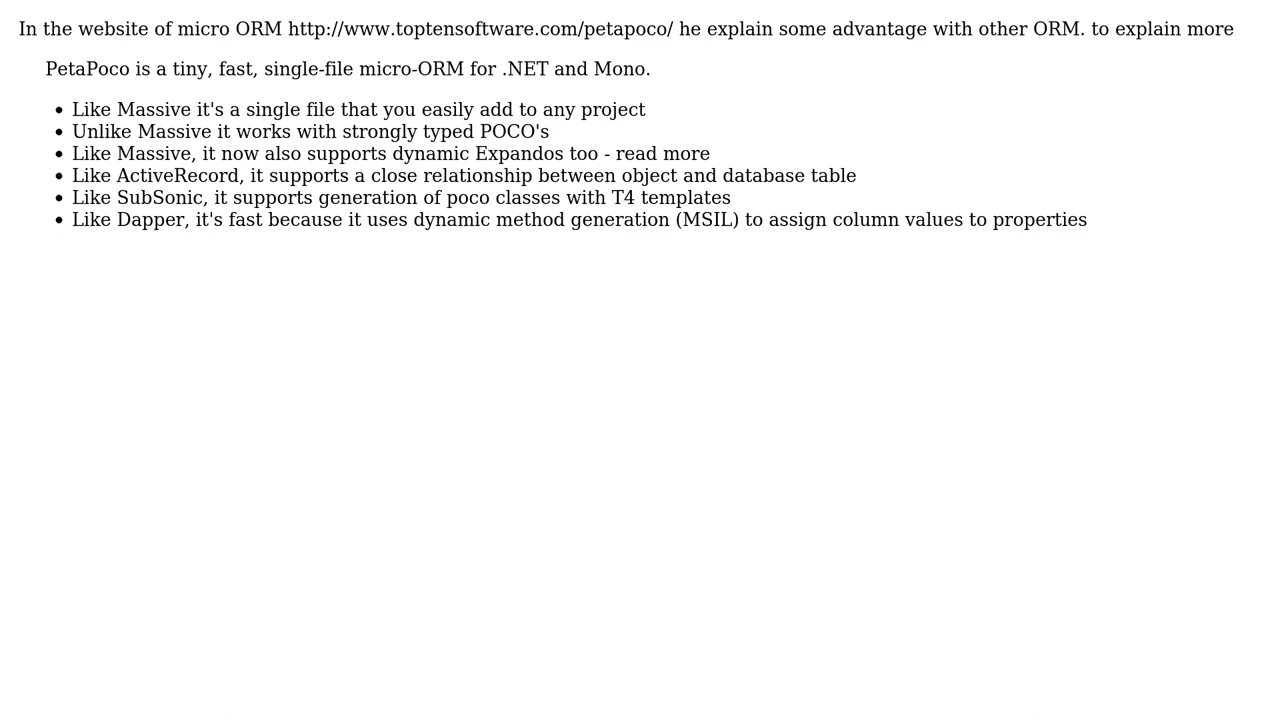 In the website of micro ORM http://www.toptensoftware.com/petapoco/ he explain some advantage with other ORM. to explain more
PetaPoco is a tiny, fast, single-file micro-ORM for .NET and Mono.
• Like Massive it's a single file that you easily add to any project
• Unlike Massive it works with strongly typed POCO's
• Like Massive, it now also supports dynamic Expandos too - read more
• Like ActiveRecord, it supports a close relationship between object and database table
• Like SubSonic, it supports generation of poco classes with T4 templates
• Like Dapper, it's fast because it uses dynamic method generation (MSIL) to assign column values to properties